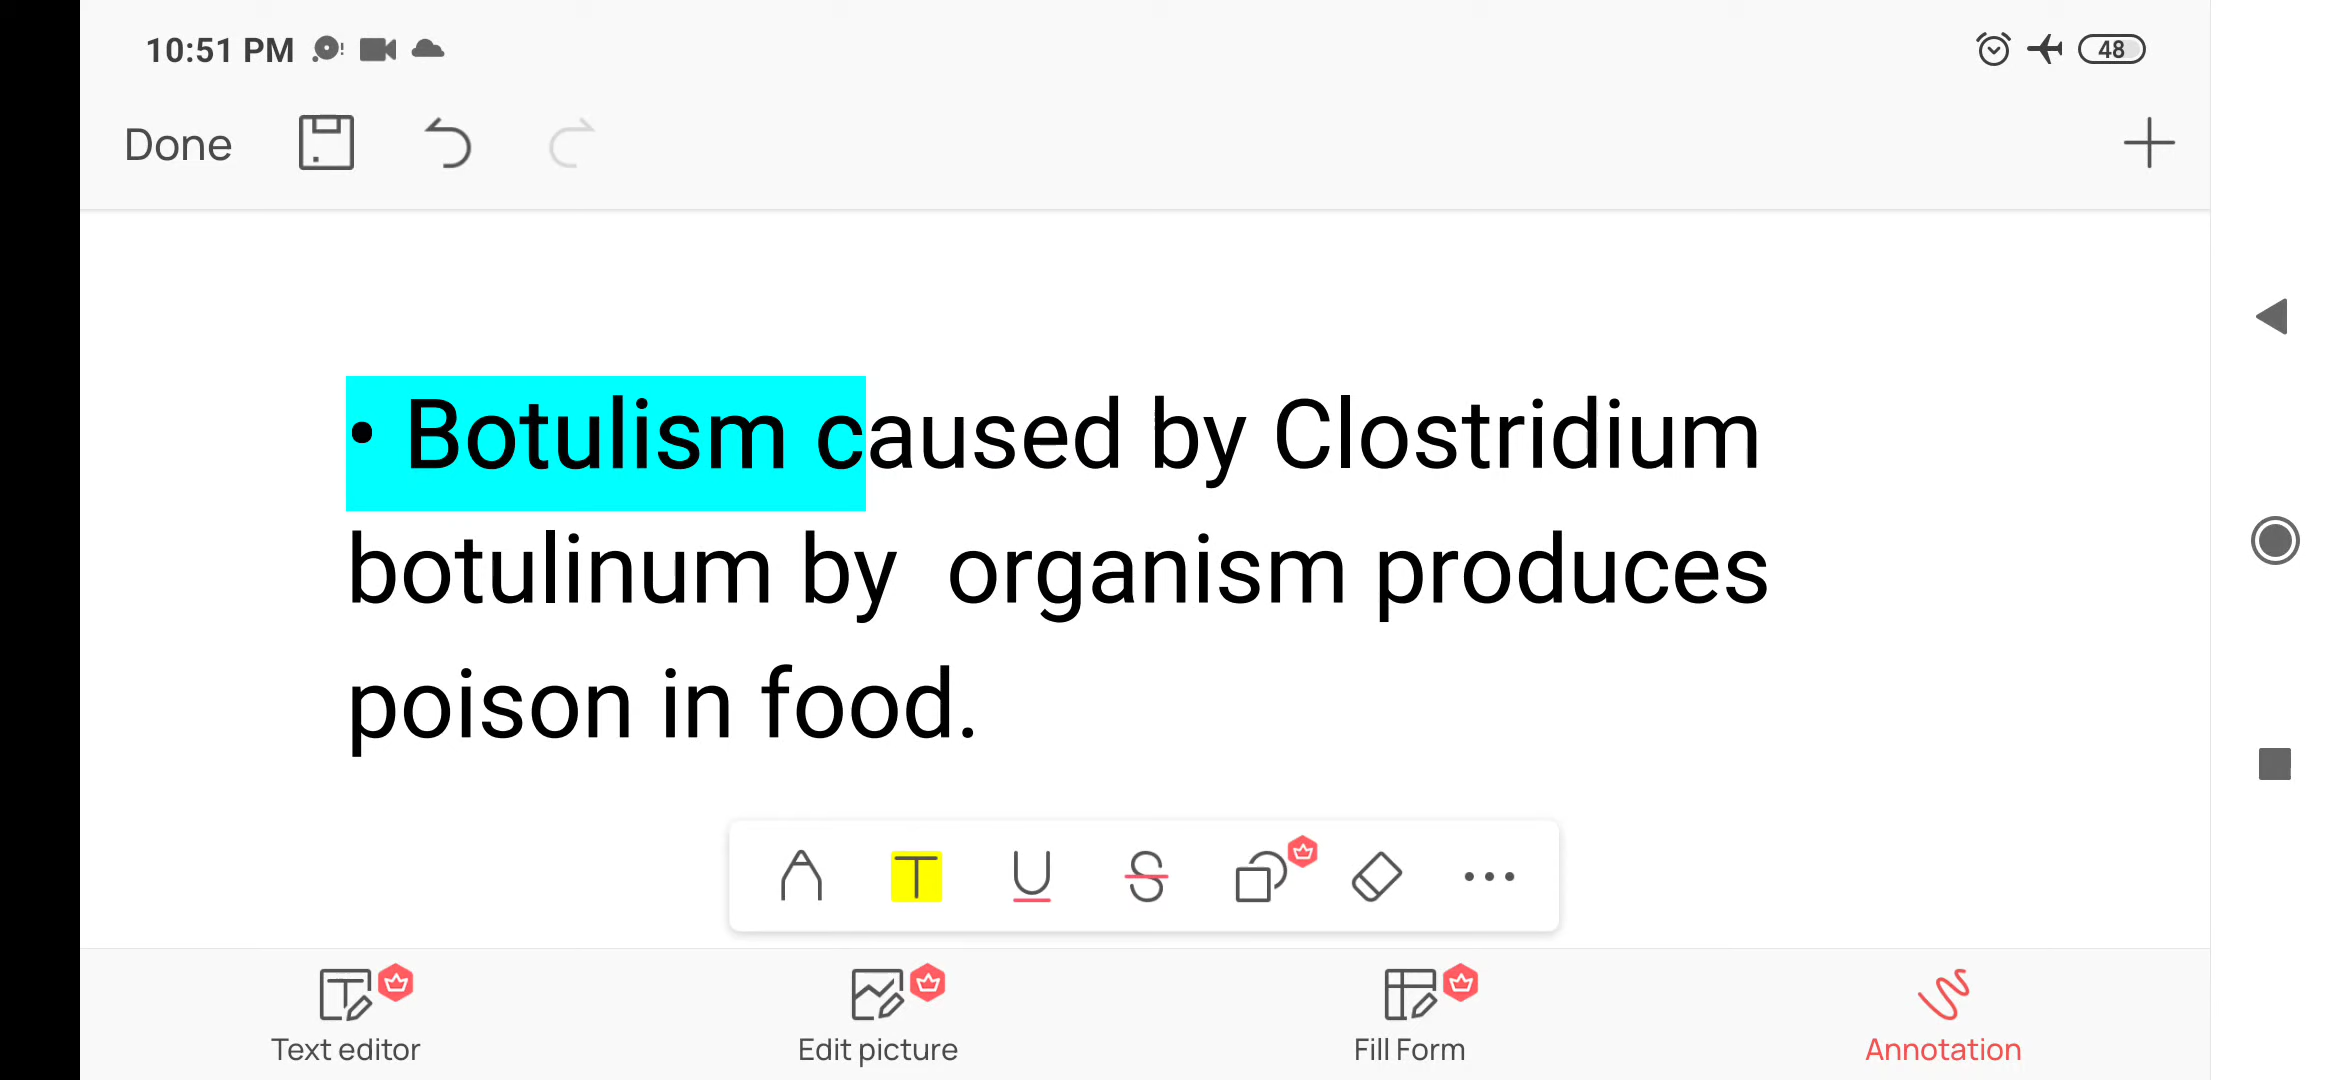 10:51 PM
48
Done
• Botulism caused by Clostridium
botulinum by  organism produces
poison in food.
T
U
S
Text editor
Edit picture
Fill Form
Annotation